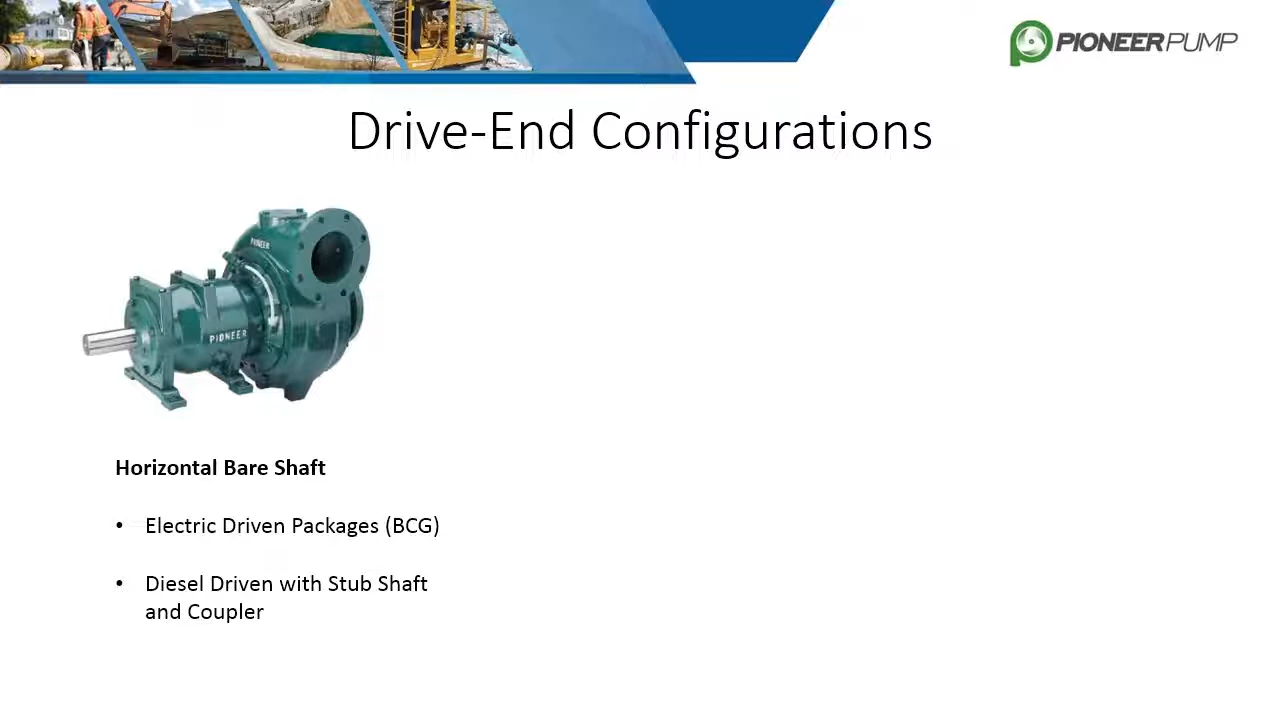 PIONEERPUMP
Drive-End Configurations
PIONEER
PIONEER
Horizontal Bare Shaft
• Electric Driven Packages (BCG)
• Diesel Driven with Stub Shaft
and Coupler